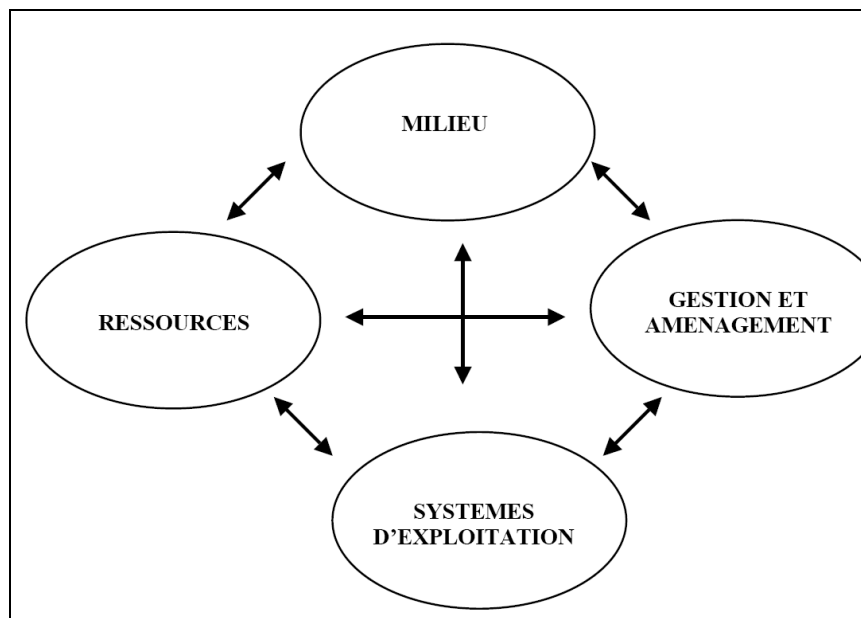 MILIEU
RESSOURCES
GESTION ET
AMENAGEMENT
SYSTEMES
D’EXPLOITATION